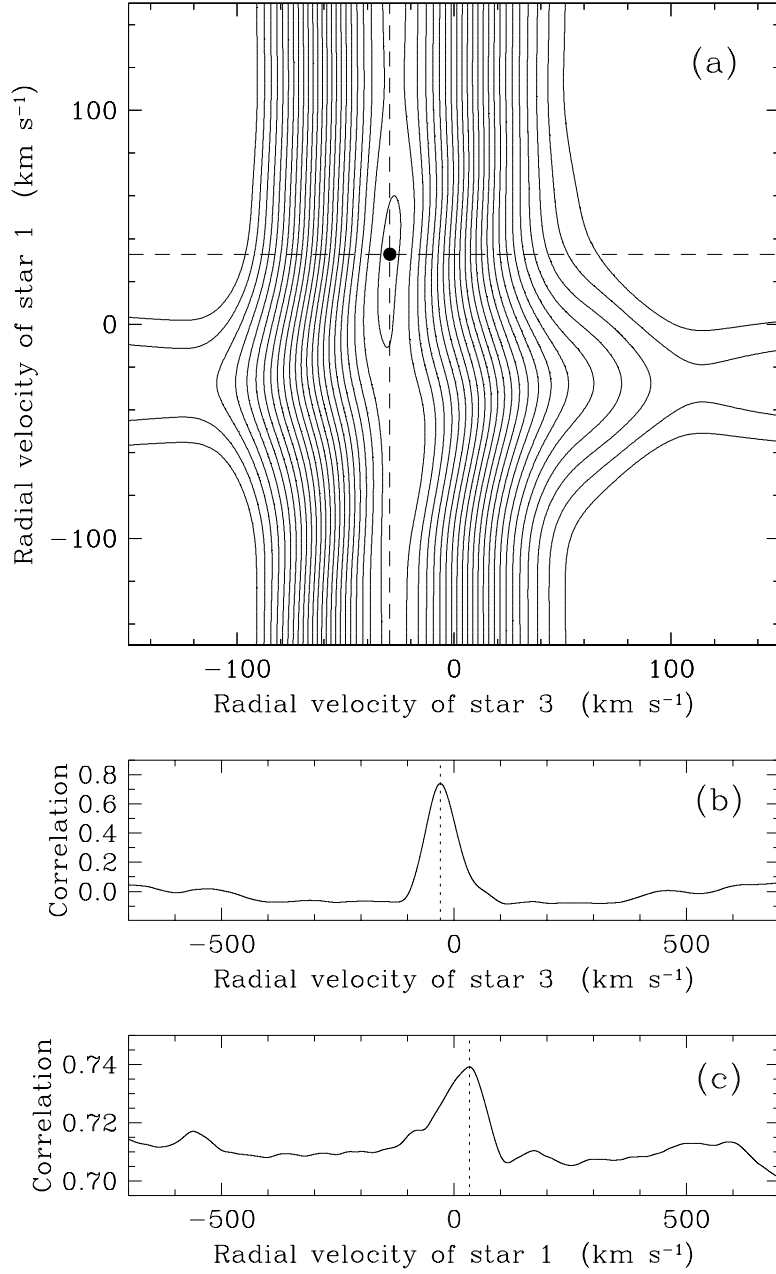 (a)
Radial velocity of star 1 (km s⁻¹)
100
0
−100
−100 0 100
Radial velocity of star 3 (km s⁻¹)
(b)
Correlation
0.8
0.6
0.4
0.2
0.0
−500 0 500
Radial velocity of star 3 (km s⁻¹)
(c)
Correlation
0.74
0.72
0.70
−500 0 500
Radial velocity of star 1 (km s⁻¹)